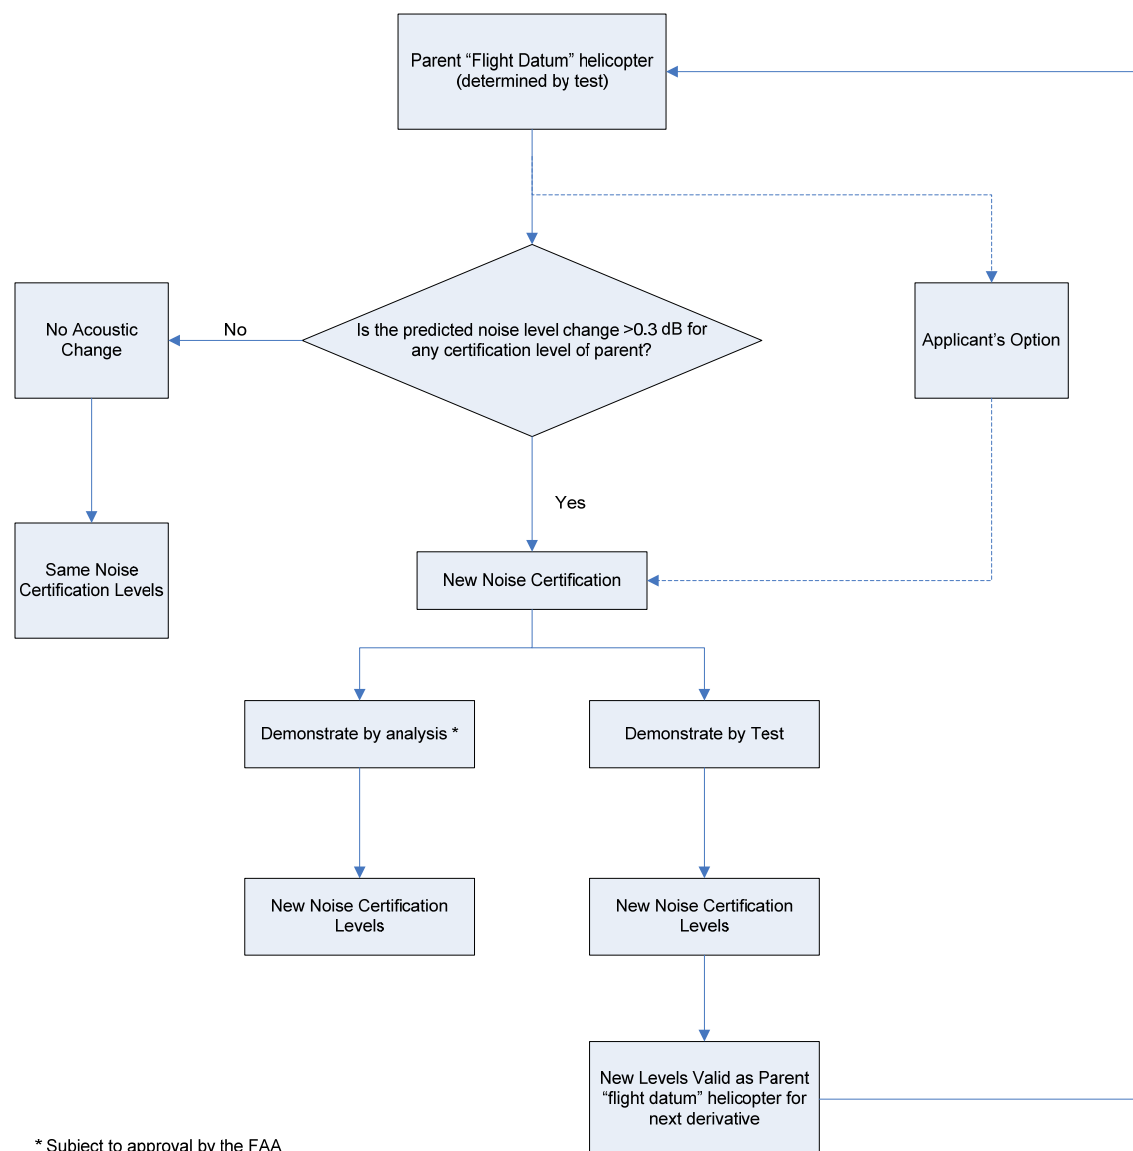 Parent “Flight Datum” helicopter
(determined by test)
No Acoustic
Change
No
Is the predicted noise level change >0.3 dB for
any certification level of parent?
Applicant’s Option
Yes
Same Noise
Certification Levels
New Noise Certification
Demonstrate by analysis *
Demonstrate by Test
New Noise Certification
Levels
New Noise Certification
Levels
New Levels Valid as Parent
“flight datum” helicopter for
next derivative
* Subject to approval by the FAA